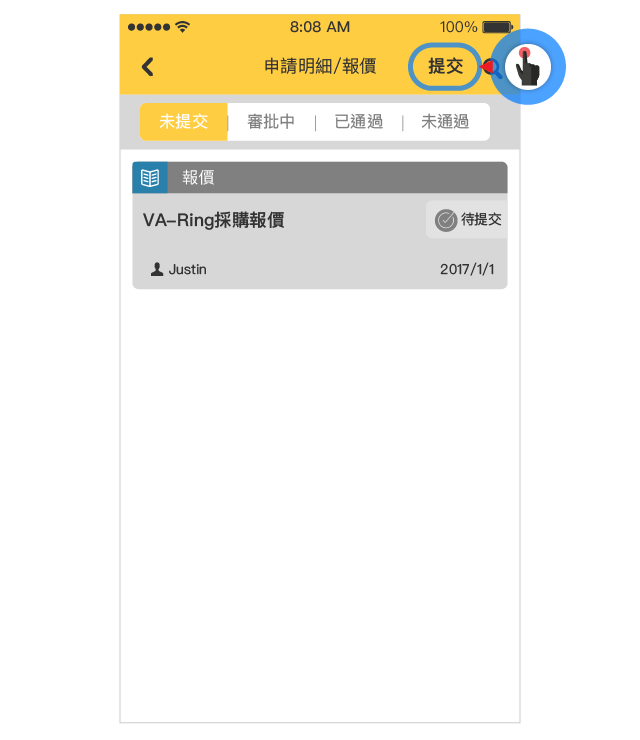 8:08 AM 100%
申請明細/報價 提交
未提交 | 審批中 | 已通過 | 未通過
報價
VA-Ring採購報價 待提交
Justin 2017/1/1